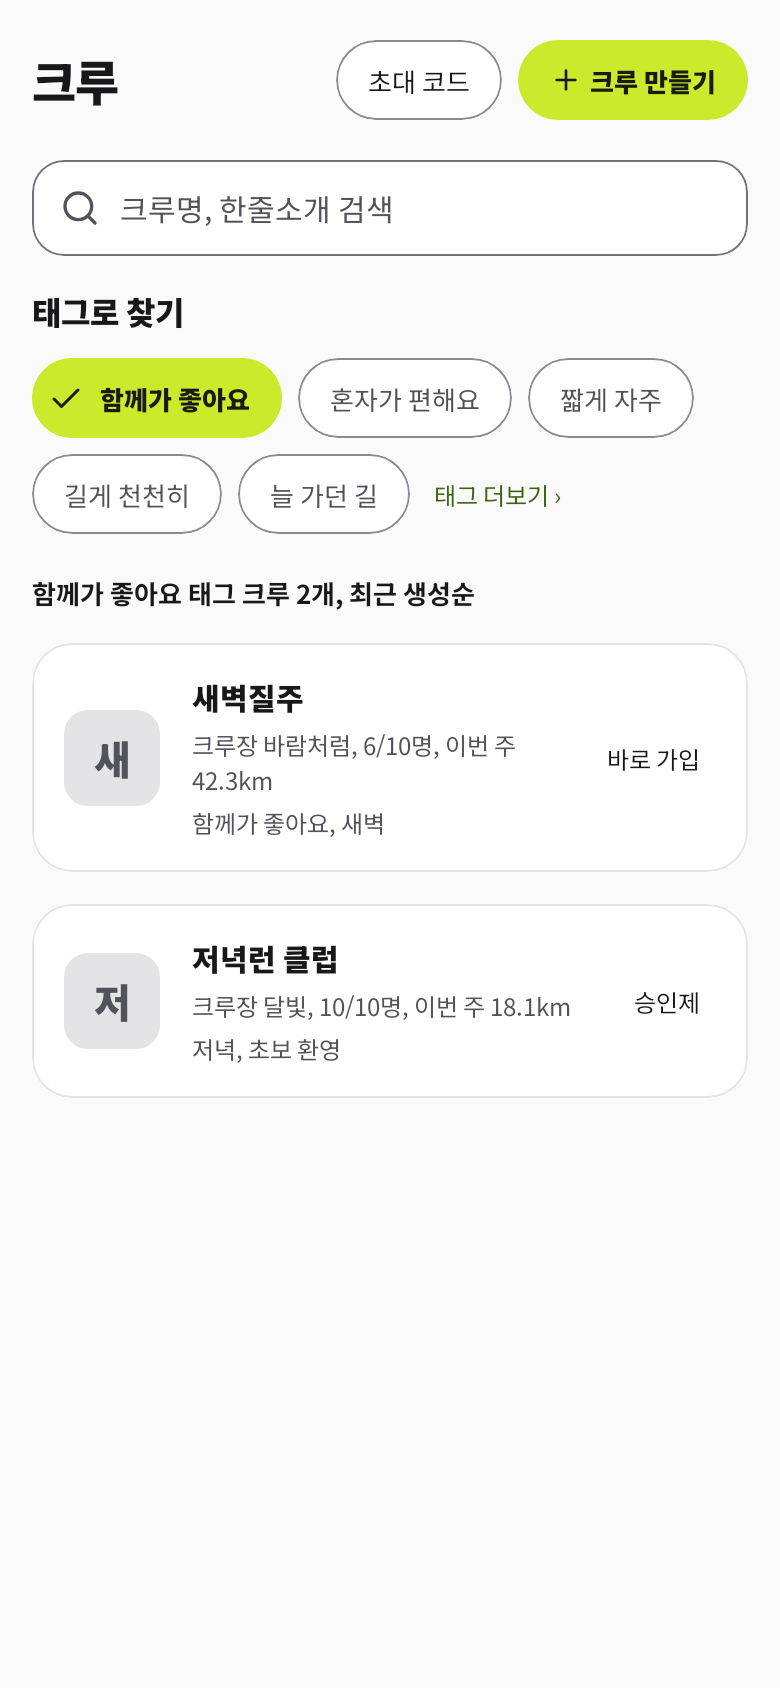 크루
초대 코드
크루 만들기
크루명, 한줄소개 검색
태그로 찾기
함께가 좋아요
혼자가 편해요
짧게 자주
길게 천천히
늘 가던 길
태그 더보기 ›
함께가 좋아요 태그 크루 2개, 최근 생성순
새
새벽질주
크루장 바람처럼, 6/10명, 이번 주
42.3km
함께가 좋아요, 새벽
바로 가입
저
저녁런 클럽
크루장 달빛, 10/10명, 이번 주 18.1km
저녁, 초보 환영
승인제